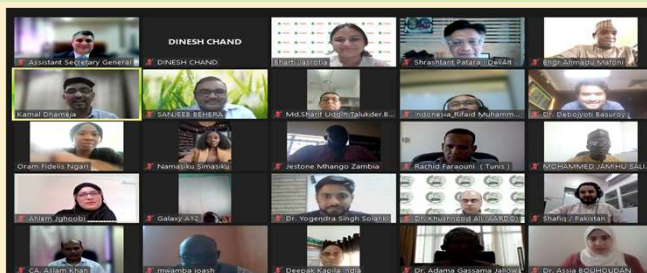 Assistant Secretary General
DINESH CHAND
DINESH CHAND
Bharti Jasrotia
Shrashtant Patara
Engr. Ahmadu Mafoni
Kamal Dhameja
SANJEEB BEHERA
Md.Sharif Uddin Talukder.B...
Indonesia_Rifaid Muhamm...
Dr. Debojyoti Basuroy
Oram Fidelis Ngari
Namasiku Simasiku
Jestone Mhango Zambia
Rachid Faraouni ( Tunis )
MOHAMMED JAMIHU SALI
Ahlem Jghoobi
Galaxy A12
Dr. Yogendra Singh Solanki
Dr. Khushnood Ali (AARDO)
Shafiq / Pakistan
CA. Aslam Khan
mwamba joash
Deepak Kapila India
Dr. Adama Gassama Jallow
Dr. Assia BOUHOUDAN